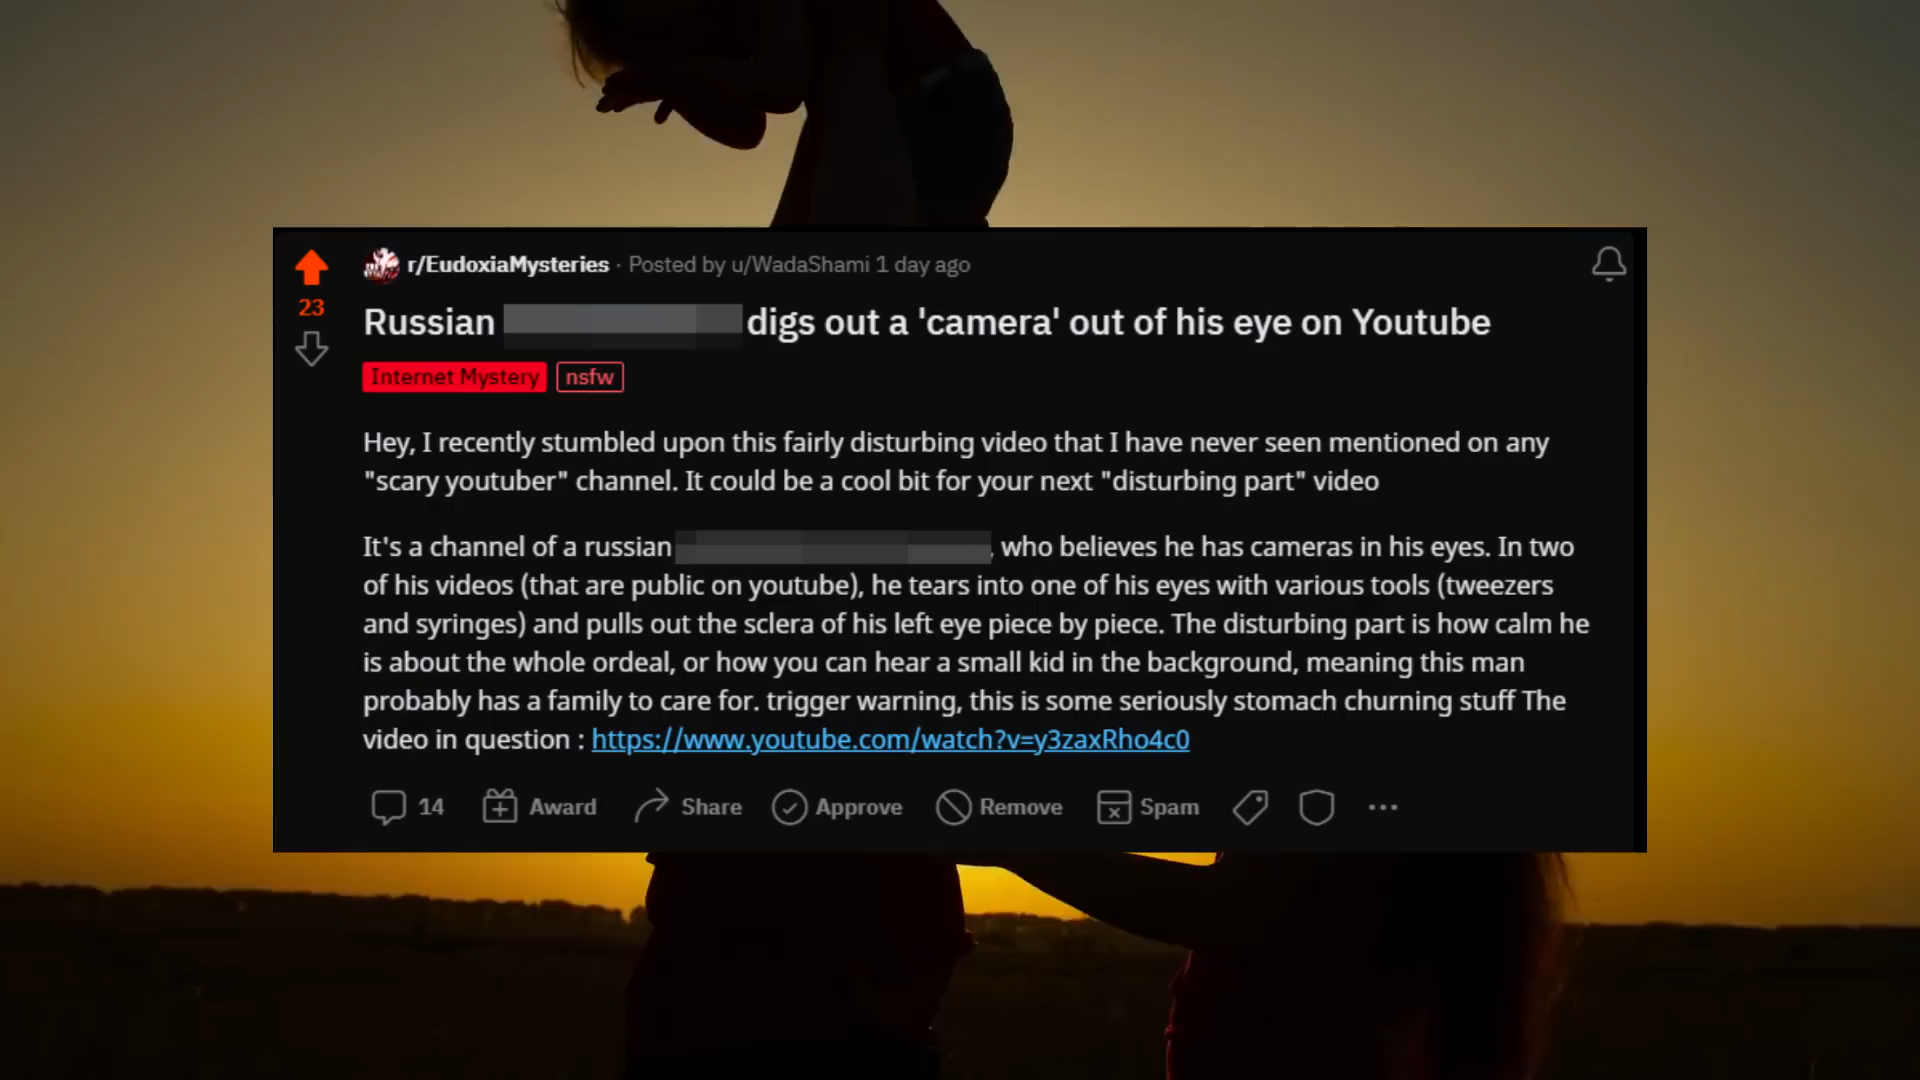 r/EudoxiaMysteries · Posted by u/WadaShami 1 day ago
23
Russian digs out a 'camera' out of his eye on Youtube
Internet Mystery nsfw
Hey, I recently stumbled upon this fairly disturbing video that I have never seen mentioned on any
"scary youtuber" channel. It could be a cool bit for your next "disturbing part" video
It's a channel of a russian , who believes he has cameras in his eyes. In two
of his videos (that are public on youtube), he tears into one of his eyes with various tools (tweezers
and syringes) and pulls out the sclera of his left eye piece by piece. The disturbing part is how calm he
is about the whole ordeal, or how you can hear a small kid in the background, meaning this man
probably has a family to care for. trigger warning, this is some seriously stomach churning stuff The
video in question : https://www.youtube.com/watch?v=y3zaxRho4c0
14 Award Share Approve Remove Spam